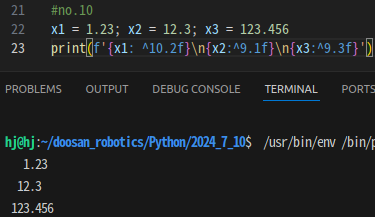 21 #no.10
22 x1 = 1.23; x2 = 12.3; x3 = 123.456
23 print(f'{x1: ^10.2f}\n{x2:^9.1f}\n{x3:^9.3f}')
PROBLEMS OUTPUT DEBUG CONSOLE TERMINAL PORTS
hj@hj:~/doosan_robotics/Python/2024_7_10$ /usr/bin/env /bin/p
1.23
12.3
123.456